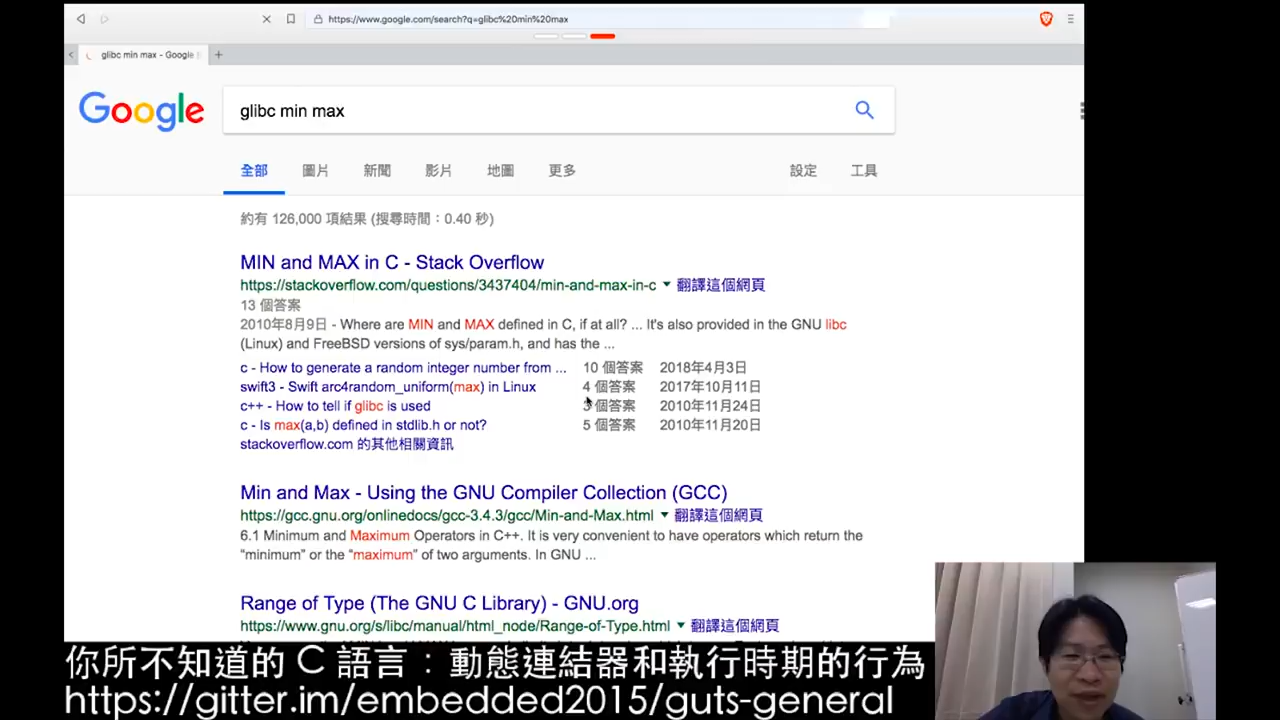 https://www.google.com/search?q=glibc%20min%20max
glibc min max - Google S
Google
glibc min max
全部 圖片 新聞 影片 地圖 更多 設定 工具
約有 126,000 項結果 (搜尋時間：0.40 秒)
MIN and MAX in C - Stack Overflow
https://stackoverflow.com/questions/3437404/min-and-max-in-c 翻譯這個網頁
13 個答案
2010年8月9日 - Where are MIN and MAX defined in C, if at all? ... It's also provided in the GNU libc
(Linux) and FreeBSD versions of sys/param.h, and has the ...
c - How to generate a random integer number from ... 10 個答案 2018年4月3日
swift3 - Swift arc4random_uniform(max) in Linux 4 個答案 2017年10月11日
c++ - How to tell if glibc is used 3 個答案 2010年11月24日
c - Is max(a,b) defined in stdlib.h or not? 5 個答案 2010年11月20日
stackoverflow.com 的其他相關資訊
Min and Max - Using the GNU Compiler Collection (GCC)
https://gcc.gnu.org/onlinedocs/gcc-3.4.3/gcc/Min-and-Max.html 翻譯這個網頁
6.1 Minimum and Maximum Operators in C++. It is very convenient to have operators which return the
“minimum” or the “maximum” of two arguments. In GNU ...
Range of Type (The GNU C Library) - GNU.org
https://www.gnu.org/s/libc/manual/html_node/Range-of-Type.html 翻譯這個網頁
你所不知道的 C 語言：動態連結器和執行時期的行為
https://gitter.im/embedded2015/guts-general